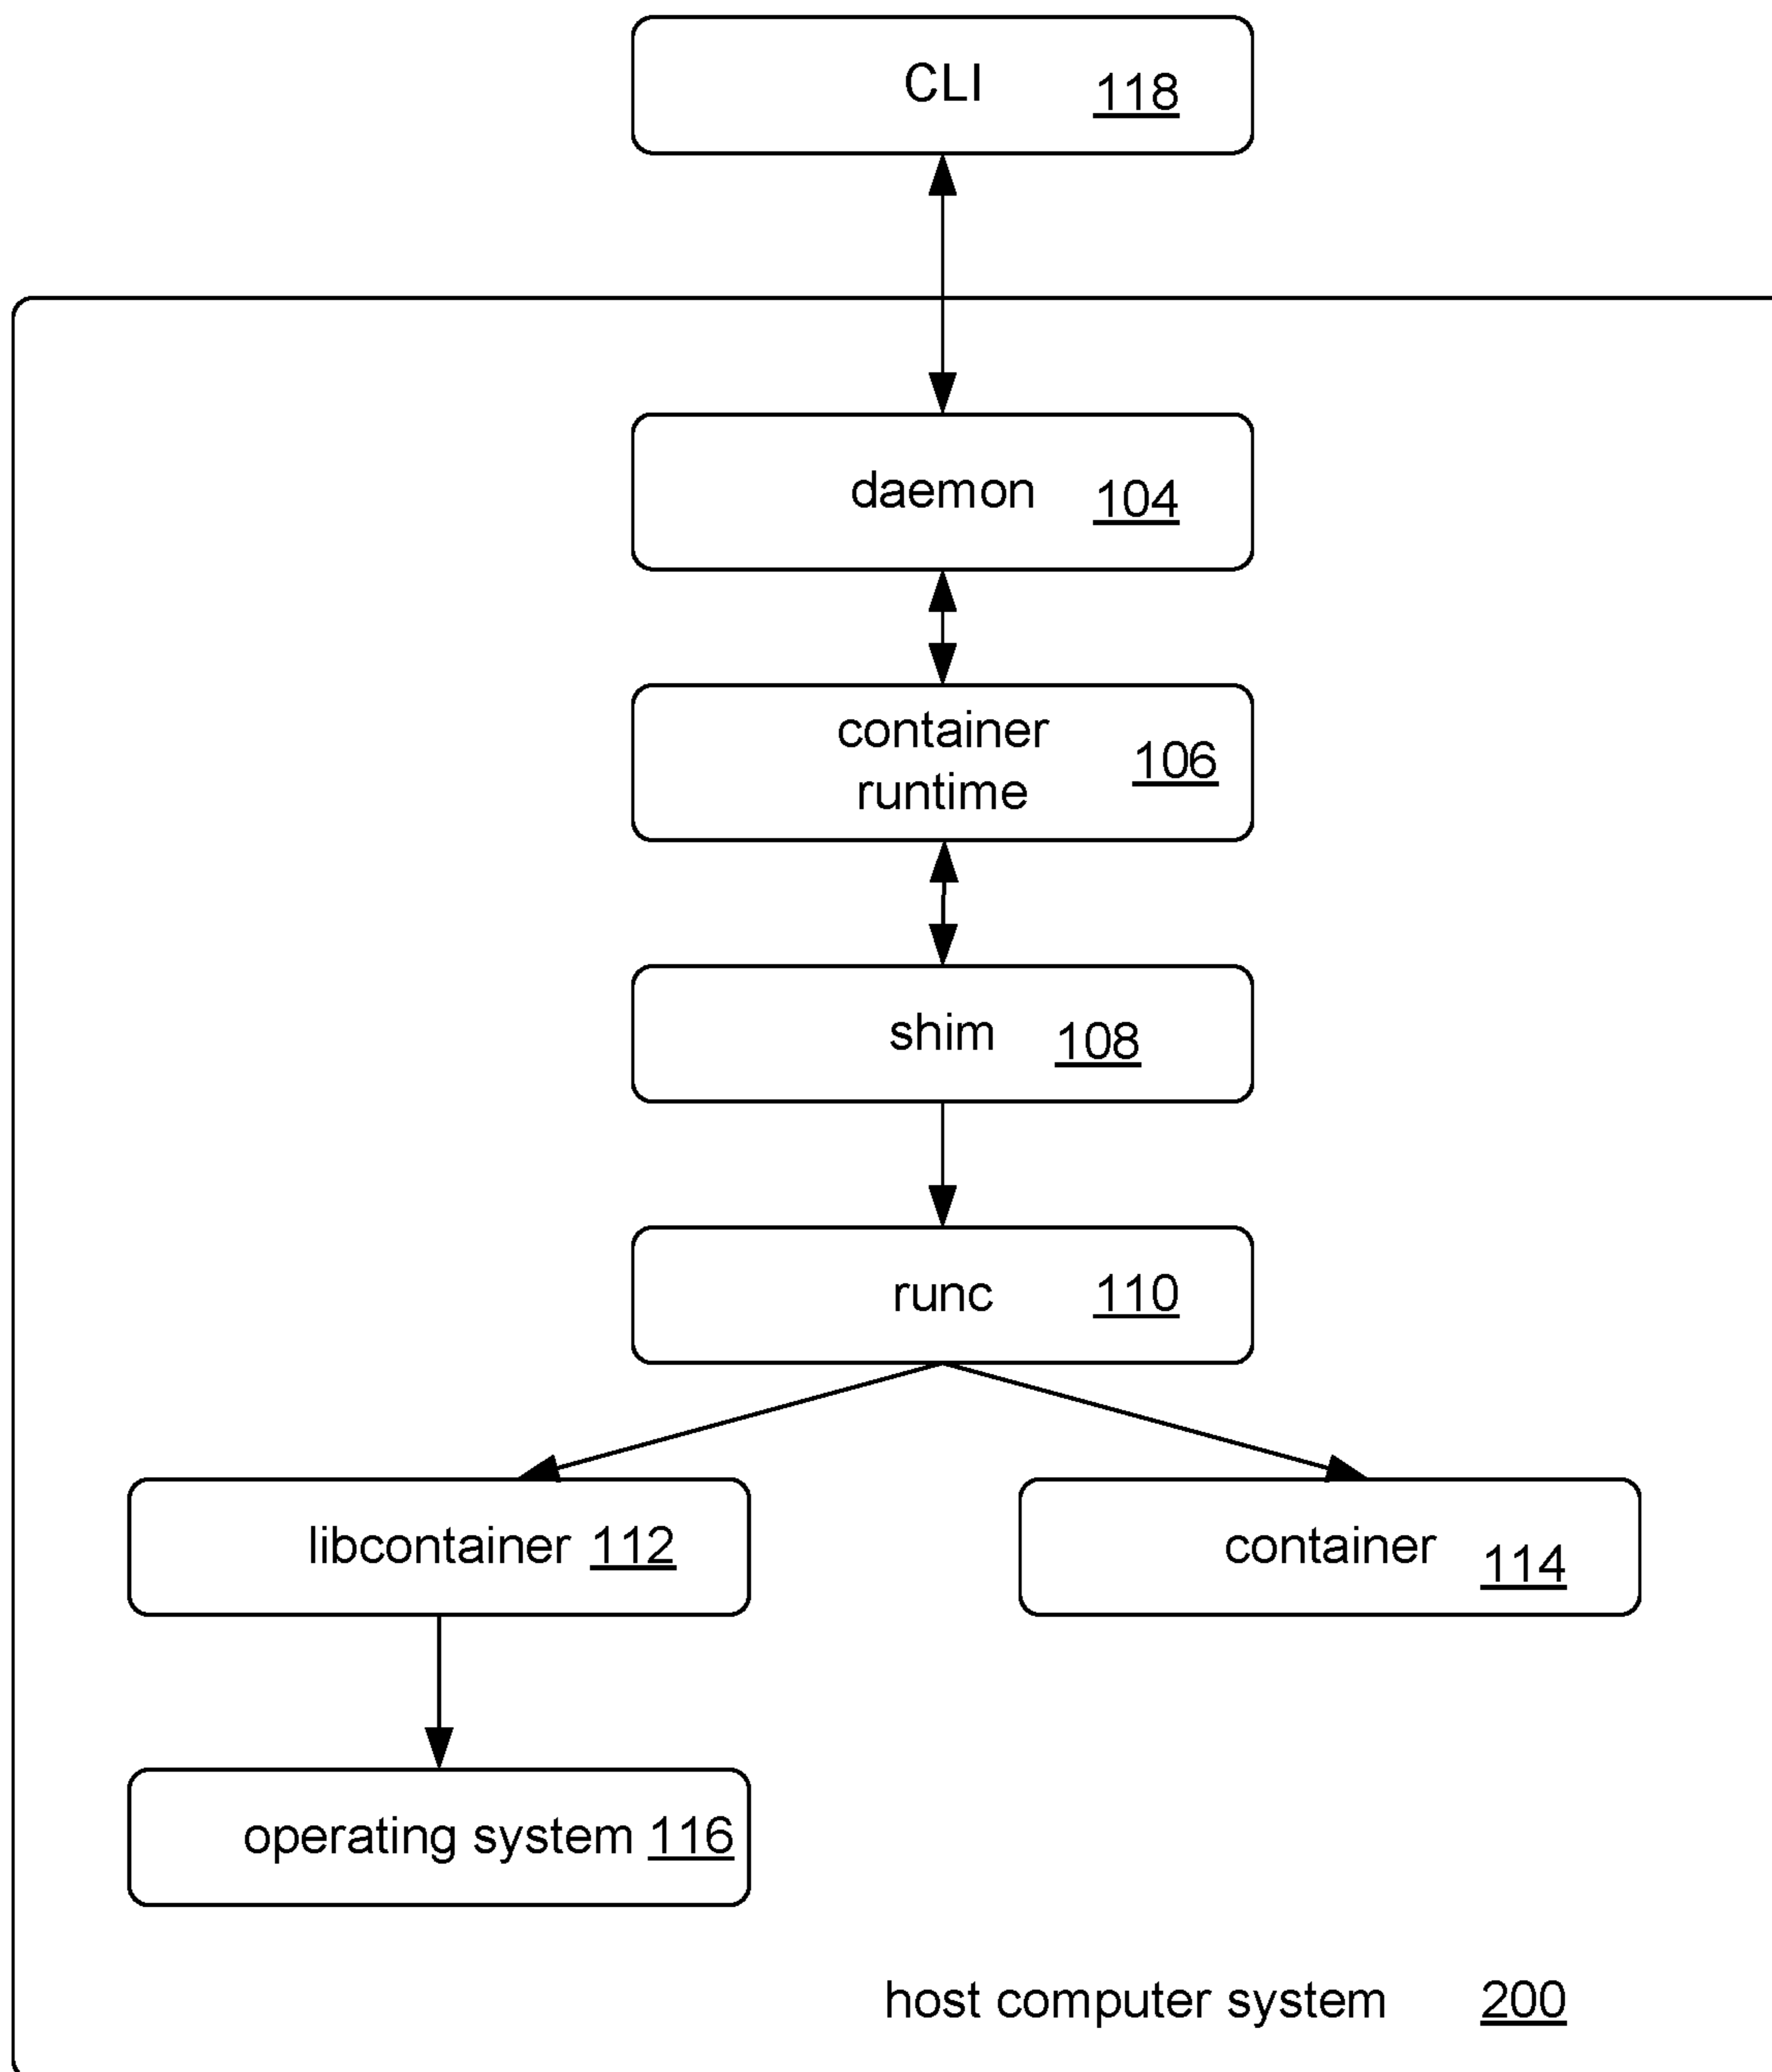 CLI 118
daemon 104
container
runtime 106
shim 108
runc 110
libcontainer 112
container 114
operating system 116
host computer system 200